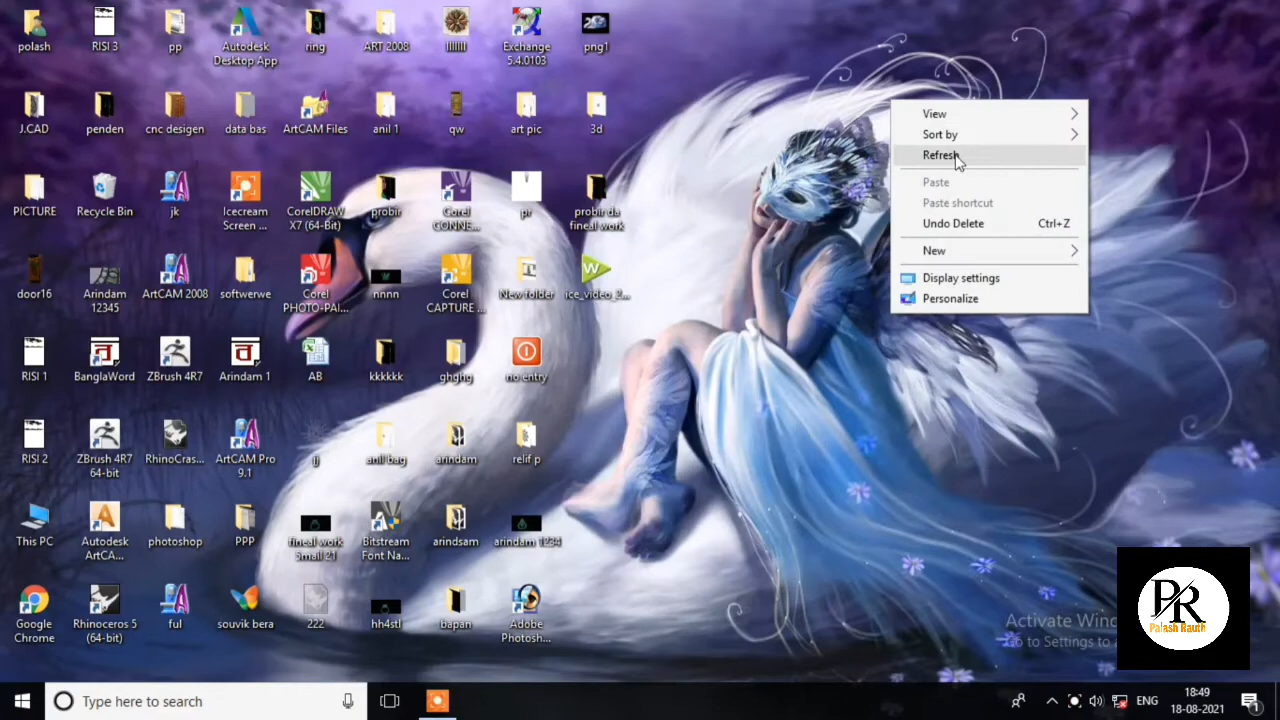 polash
RISI 3
pp
Autodesk
Desktop App
ring
ART 2008
lllllll
Exchange
5.4.0103
png1
J.CAD
penden
cnc desigen
data bas
ArtCAM Files
anil 1
qw
art pic
3d
PICTURE
Recycle Bin
jk
Icecream
Screen ...
CorelDRAW
X7 (64-Bit)
probir
Corel
CONNE...
pr
probir da
fineal work
door16
Arindam
12345
ArtCAM 2008
softwerwe
Corel
PHOTO-PAI...
nnnn
Corel
CAPTURE ...
New folder
ice_video_2...
RISI 1
BanglaWord
ZBrush 4R7
Arindam 1
AB
kkkkkk
ghghg
no entry
RISI 2
ZBrush 4R7
64-bit
RhinoCras...
ArtCAM Pro
9.1
jj
anil bag
arindam
relif p
This PC
Autodesk
ArtCA...
photoshop
PPP
fineal work
Small 21
Bitstream
Font Na...
arindsam
arindam 1234
Google
Chrome
Rhinoceros 5
(64-bit)
ful
souvik bera
222
hh4stl
bapan
Adobe
Photosh...
View
Sort by
Refresh
Paste
Paste shortcut
Undo Delete Ctrl+Z
New
Display settings
Personalize
Activate Wind
Go to Settings to a
PR
Palash Rauth
Type here to search
ENG
18:49
18-08-2021
1